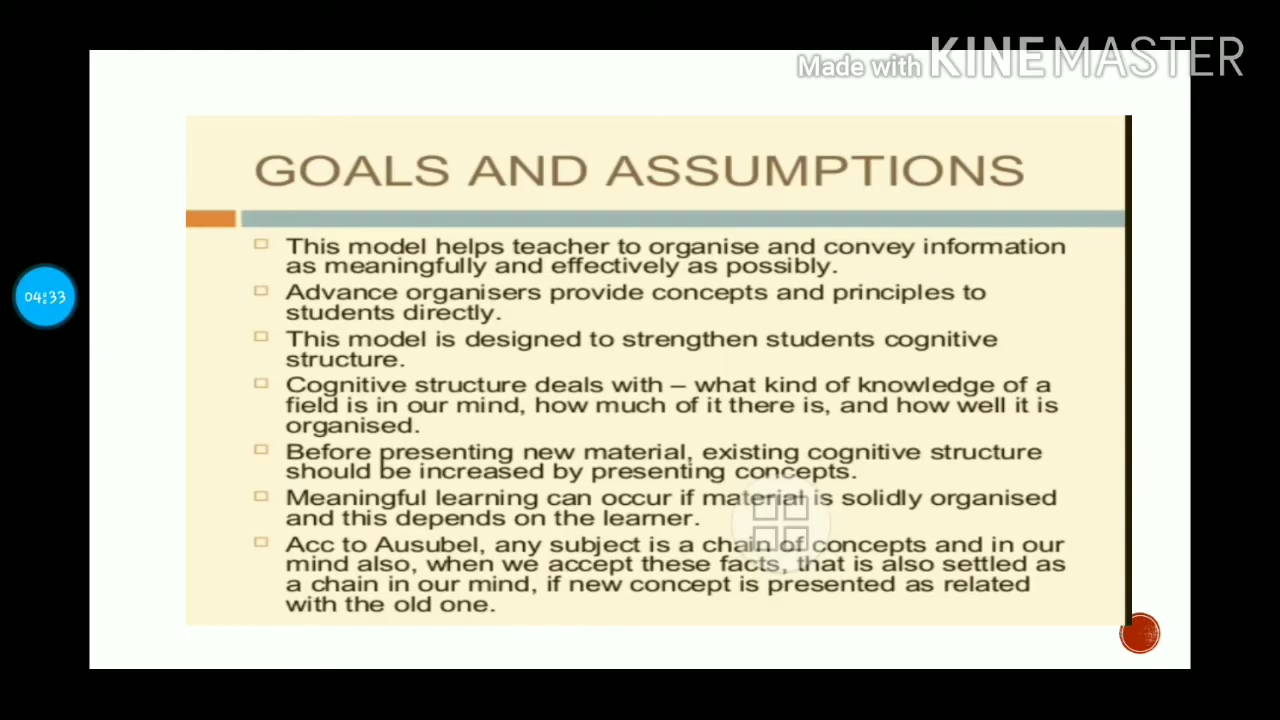 Made with KINEMASTER
GOALS AND ASSUMPTIONS
This model helps teacher to organise and convey information
as meaningfully and effectively as possibly.
Advance organisers provide concepts and principles to
students directly.
04:33
This model is designed to strengthen students cognitive
structure.
Cognitive structure deals with – what kind of knowledge of a
field is in our mind, how much of it there is, and how well it is
organised.
Before presenting new material, existing cognitive structure
should be increased by presenting concepts.
Meaningful learning can occur if material is solidly organised
and this depends on the learner.
Acc to Ausubel, any subject is a chain of concepts and in our
mind also, when we accept these facts, that is also settled as
a chain in our mind, if new concept is presented as related
with the old one.